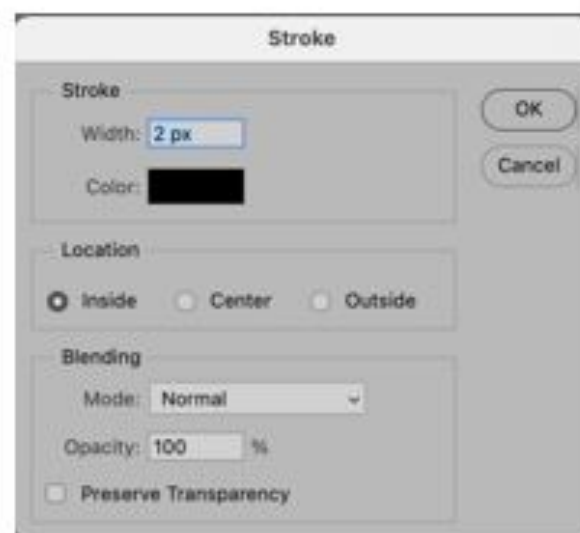 Stroke
Stroke
Width: 2 px
Color:
OK
Cancel
Location
Inside Center Outside
Blending
Mode: Normal
Opacity: 100 %
Preserve Transparency